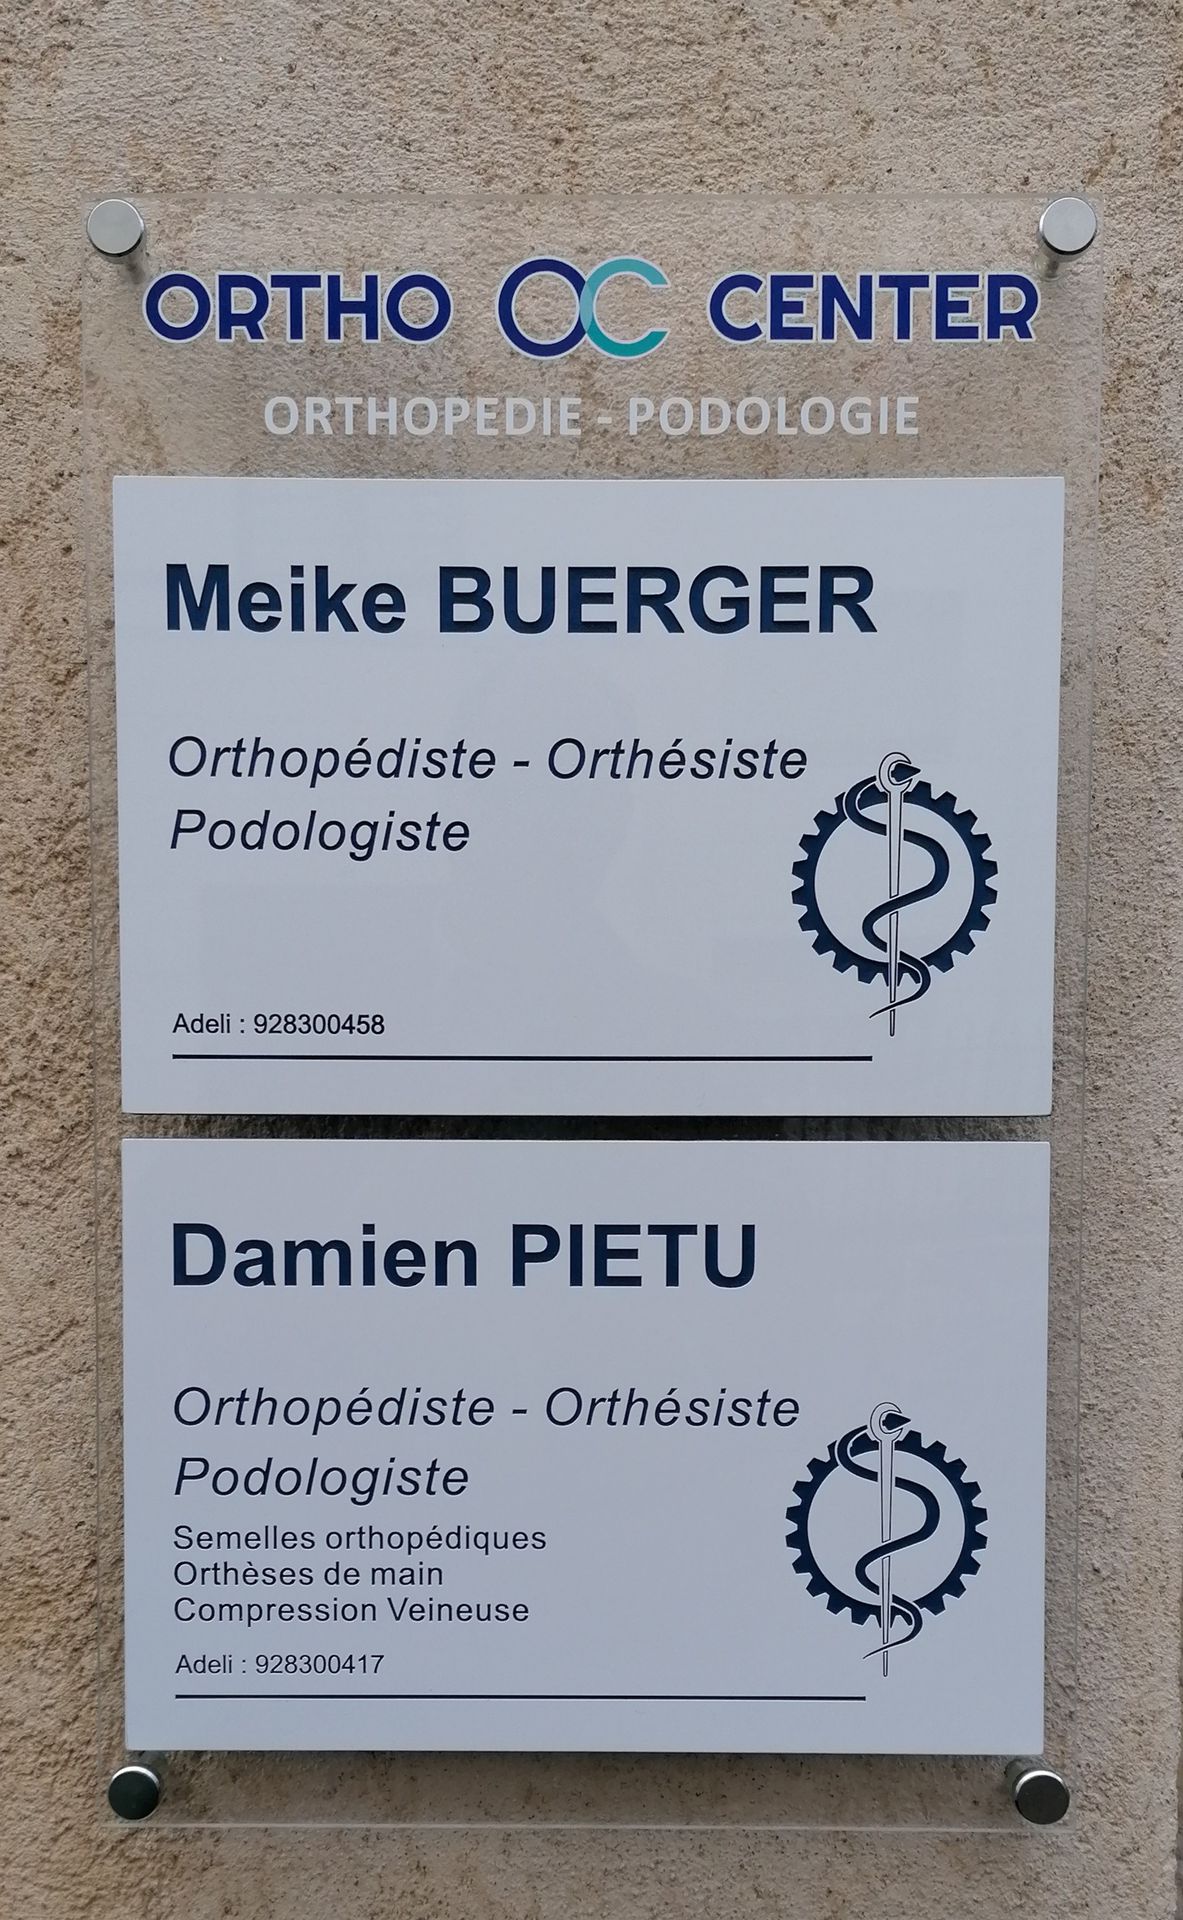 ORTHO OC CENTER
ORTHOPEDIE - PODOLOGIE
Meike BUERGER
Orthopédiste - Orthésiste
Podologiste
Adeli : 928300458
Damien PIETU
Orthopédiste - Orthésiste
Podologiste
Semelles orthopédiques
Orthèses de main
Compression Veineuse
Adeli : 928300417